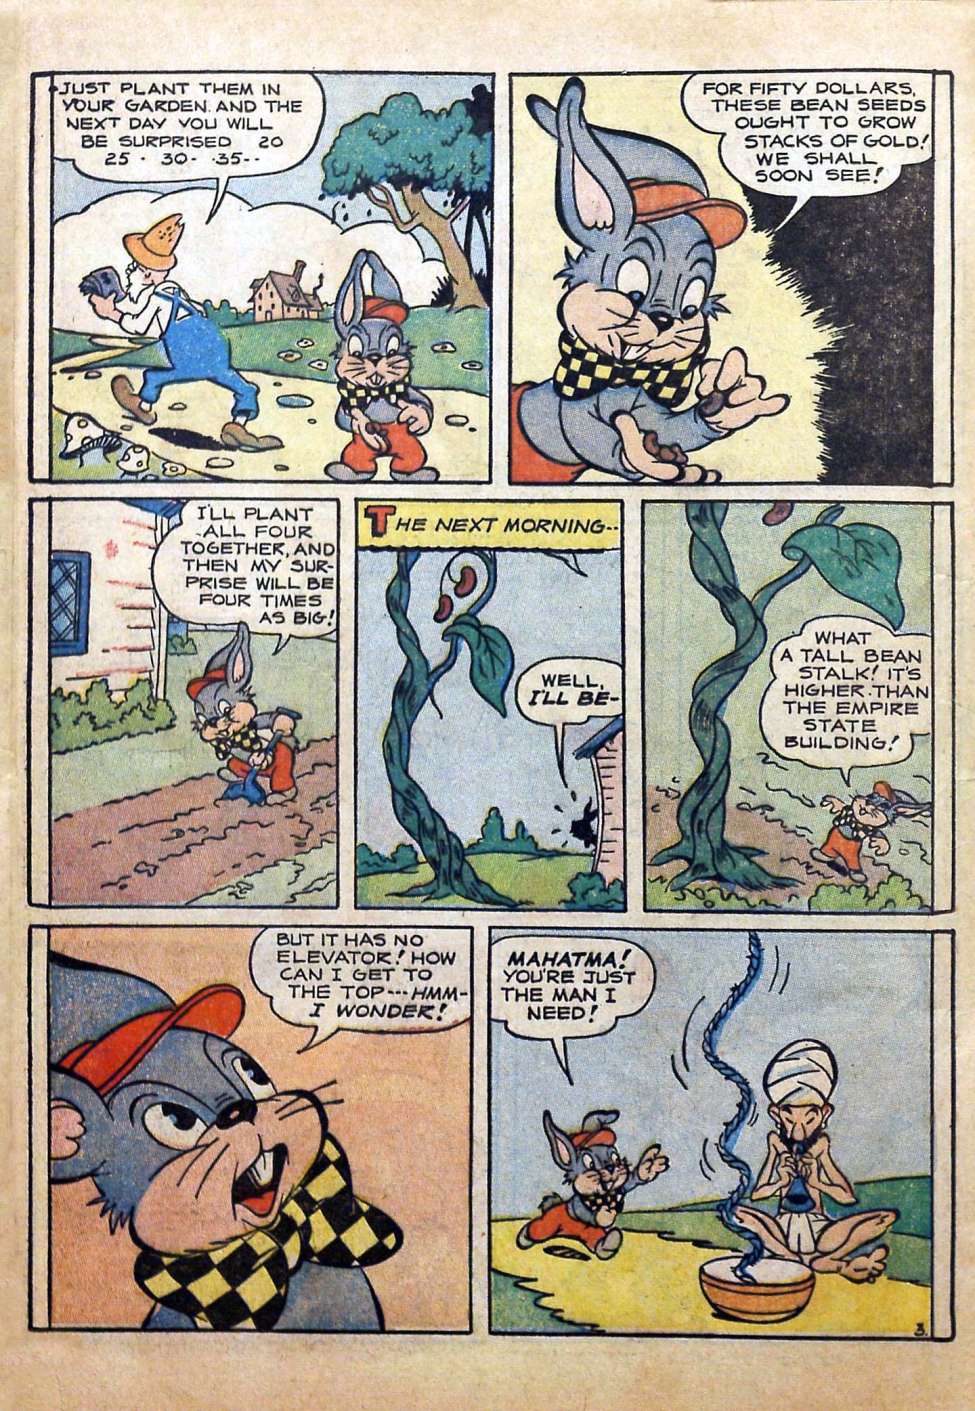 JUST PLANT THEM IN
YOUR GARDEN. AND THE
NEXT DAY YOU WILL
BE SURPRISED 20
25 - 30 - -35--
FOR FIFTY DOLLARS,
THESE BEAN SEEDS
OUGHT TO GROW
STACKS OF GOLD!
WE SHALL
SOON SEE!
I'LL PLANT
ALL FOUR
TOGETHER, AND
THEN MY SUR-
PRISE WILL BE
FOUR TIMES
AS BIG!
THE NEXT MORNING--
WELL,
I'LL BE-
WHAT
A TALL BEAN
STALK! IT'S
HIGHER THAN
THE EMPIRE
STATE
BUILDING!
BUT IT HAS NO
ELEVATOR! HOW
CAN I GET TO
THE TOP---HMM-
-I WONDER!
MAHATMA!
YOU'RE JUST
THE MAN I
NEED!
3.